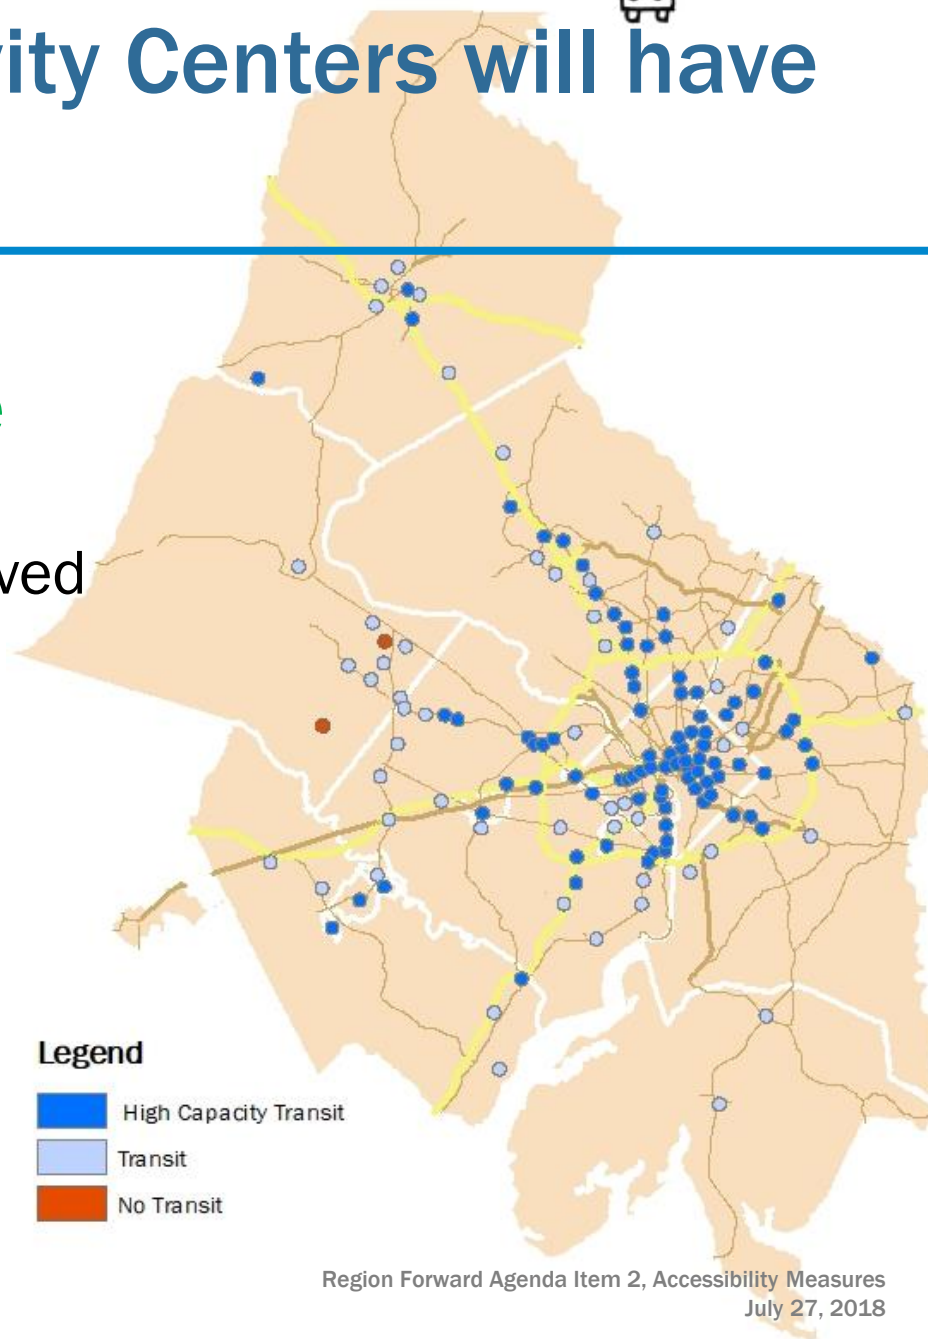 ity Centers will have
ved
Legend
High Capacity Transit
Transit
No Transit
Region Forward Agenda Item 2, Accessibility Measures
July 27, 2018